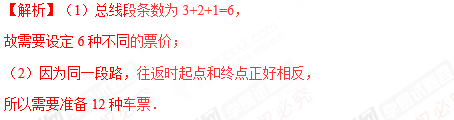 【解析】（1）总线段条数为 3+2+1=6，
故需要设定 6 种不同的票价；
（2）因为同一段路，往返时起点和终点正好相反，
所以需要准备 12 种车票．